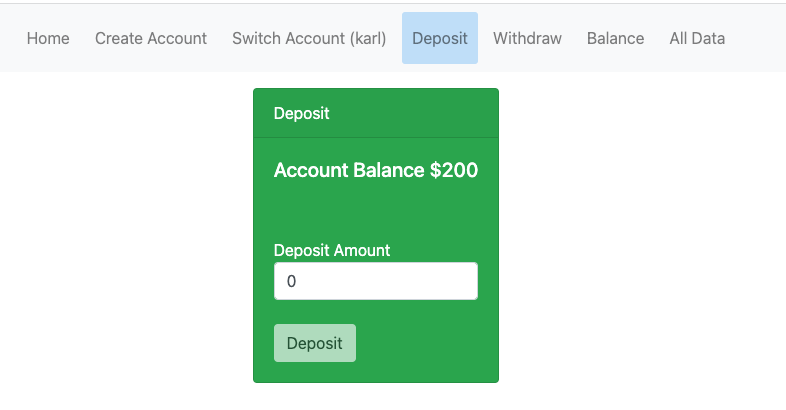 Home Create Account Switch Account (karl) Deposit Withdraw Balance All Data
Deposit
Account Balance $200
Deposit Amount
0
Deposit